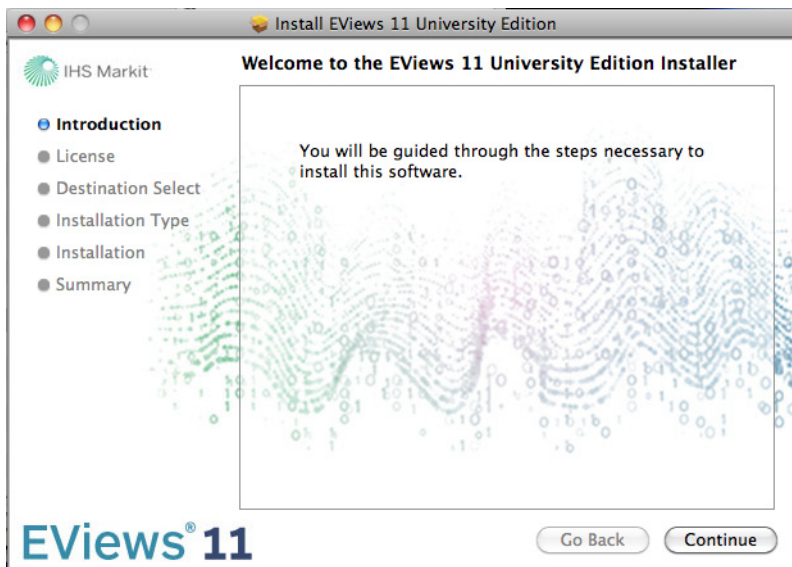 Install EViews 11 University Edition
IHS Markit
Welcome to the EViews 11 University Edition Installer
Introduction
License
Destination Select
Installation Type
Installation
Summary
You will be guided through the steps necessary to
install this software.
EViews® 11
Go Back
Continue